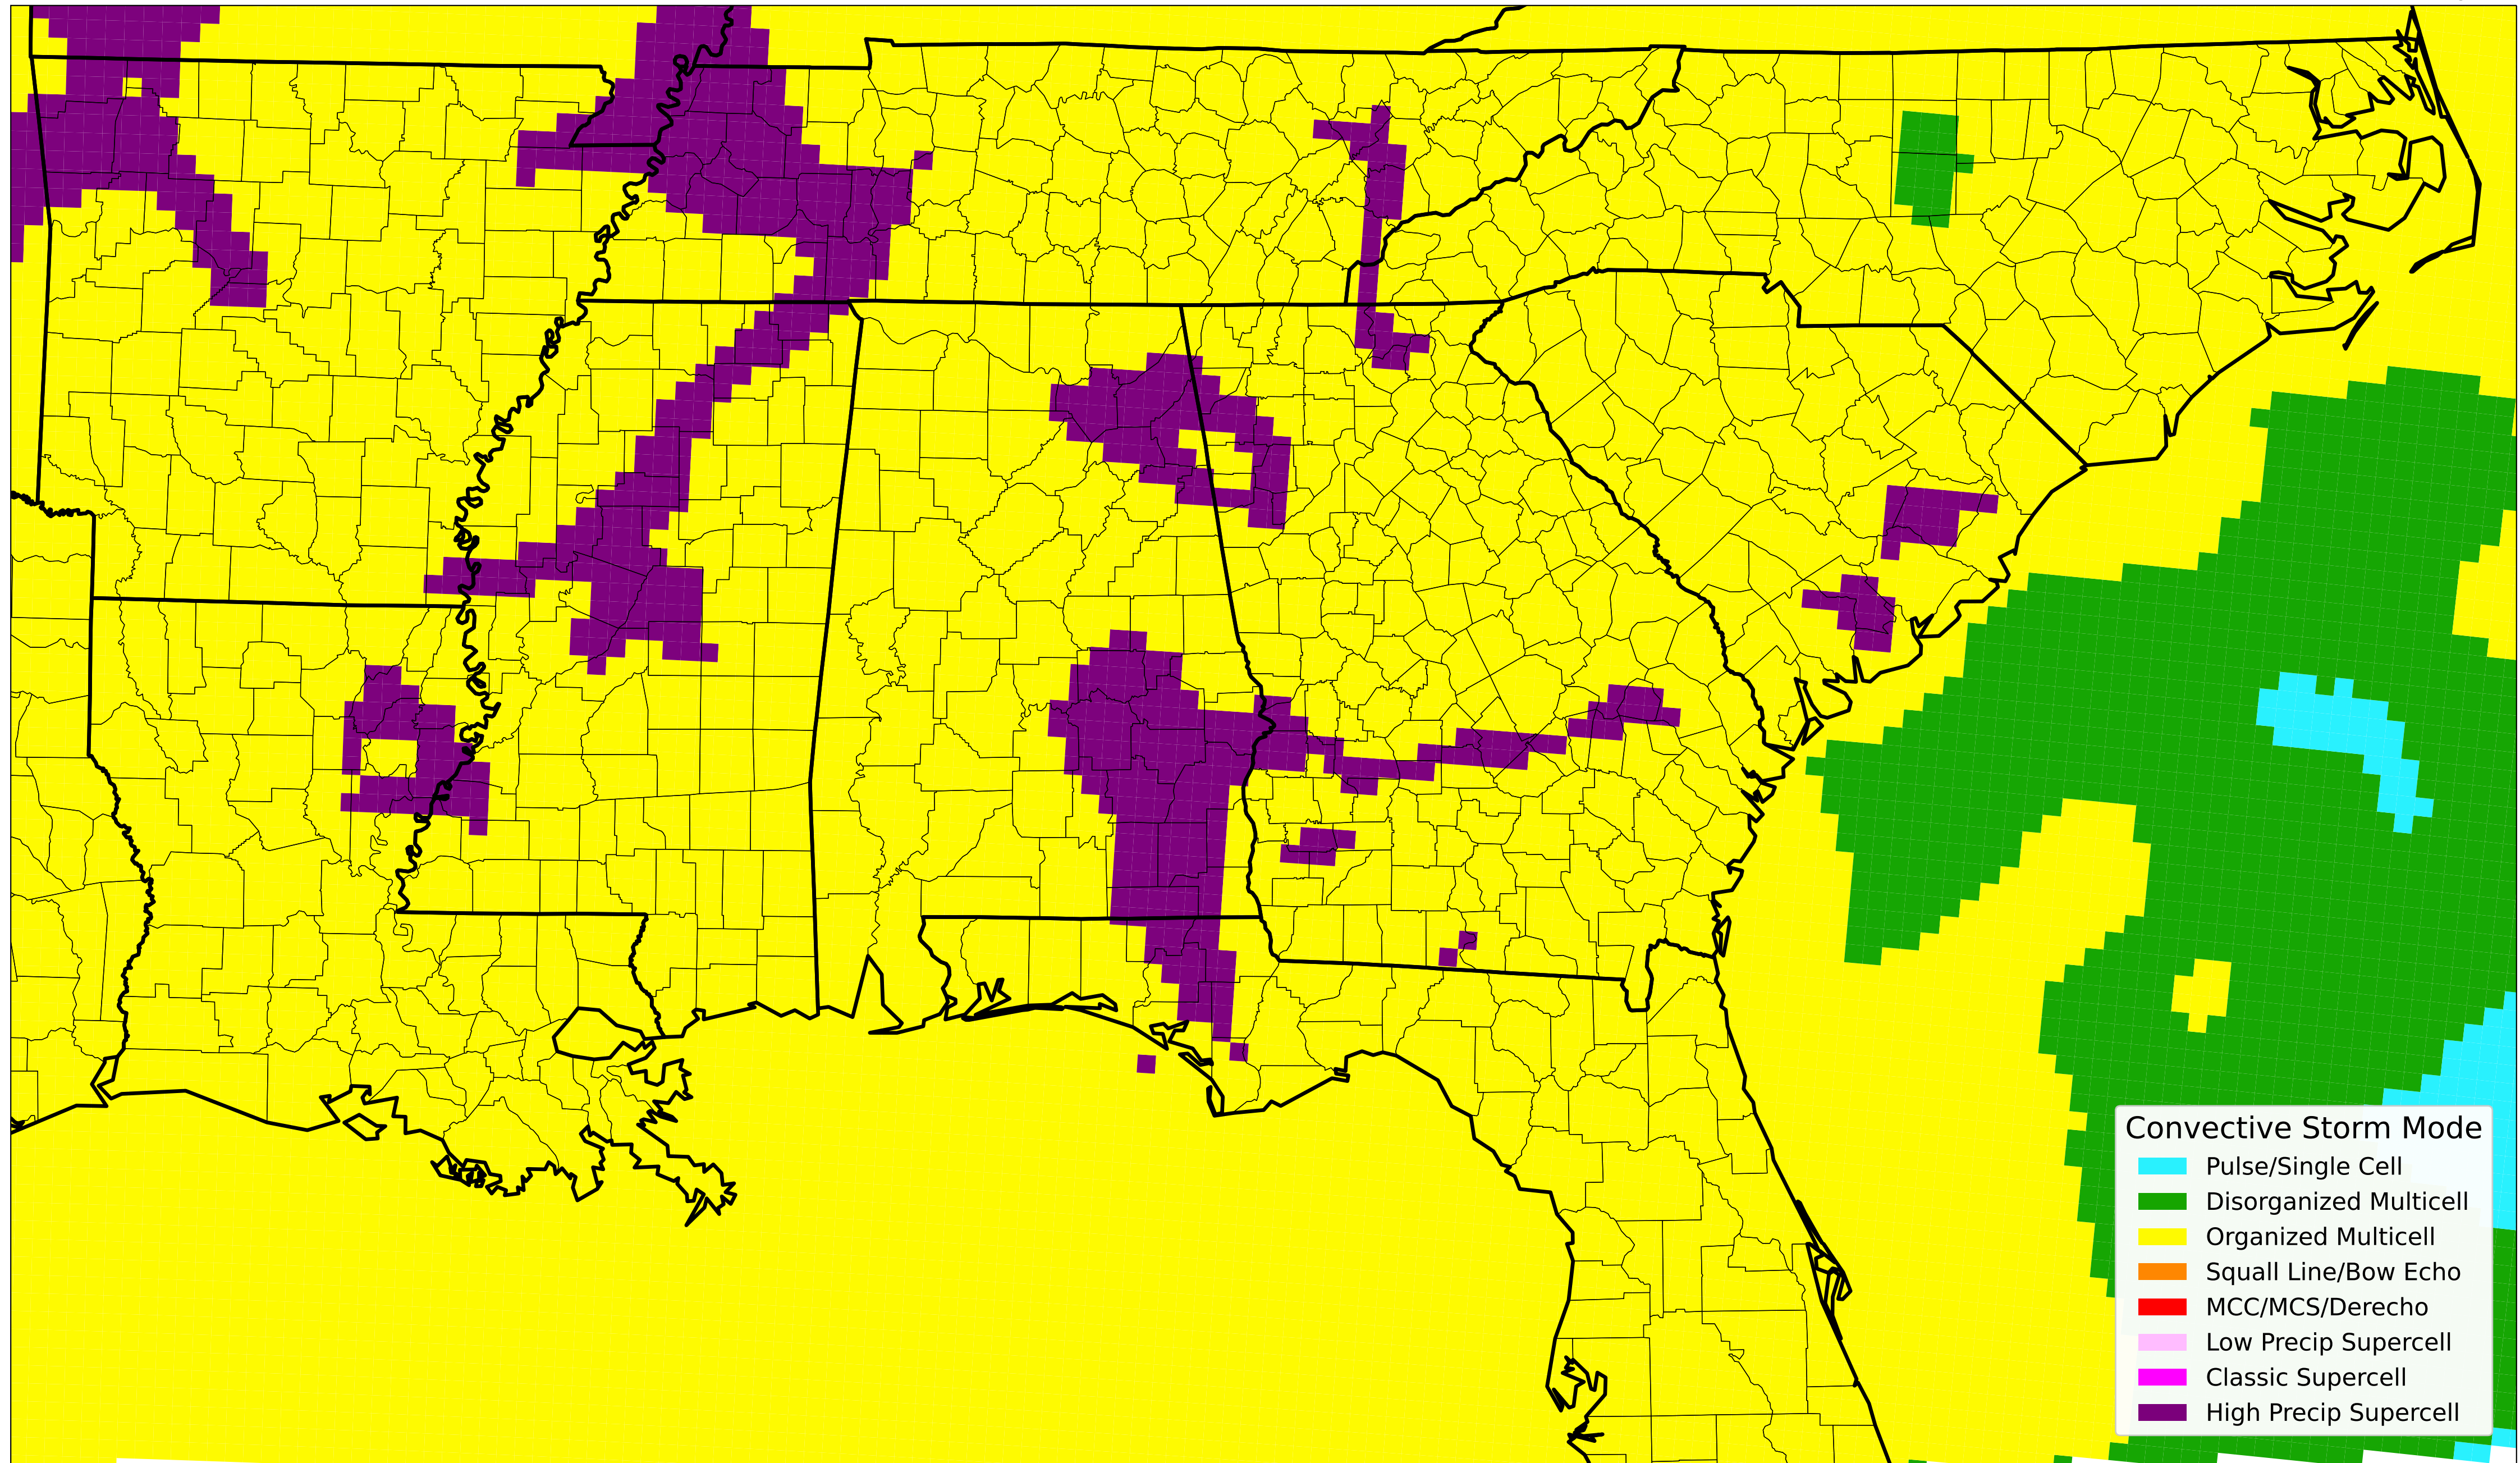 Convective Storm Mode
Pulse/Single Cell
Disorganized Multicell
Organized Multicell
Squall Line/Bow Echo
MCC/MCS/Derecho
Low Precip Supercell
Classic Supercell
High Precip Supercell